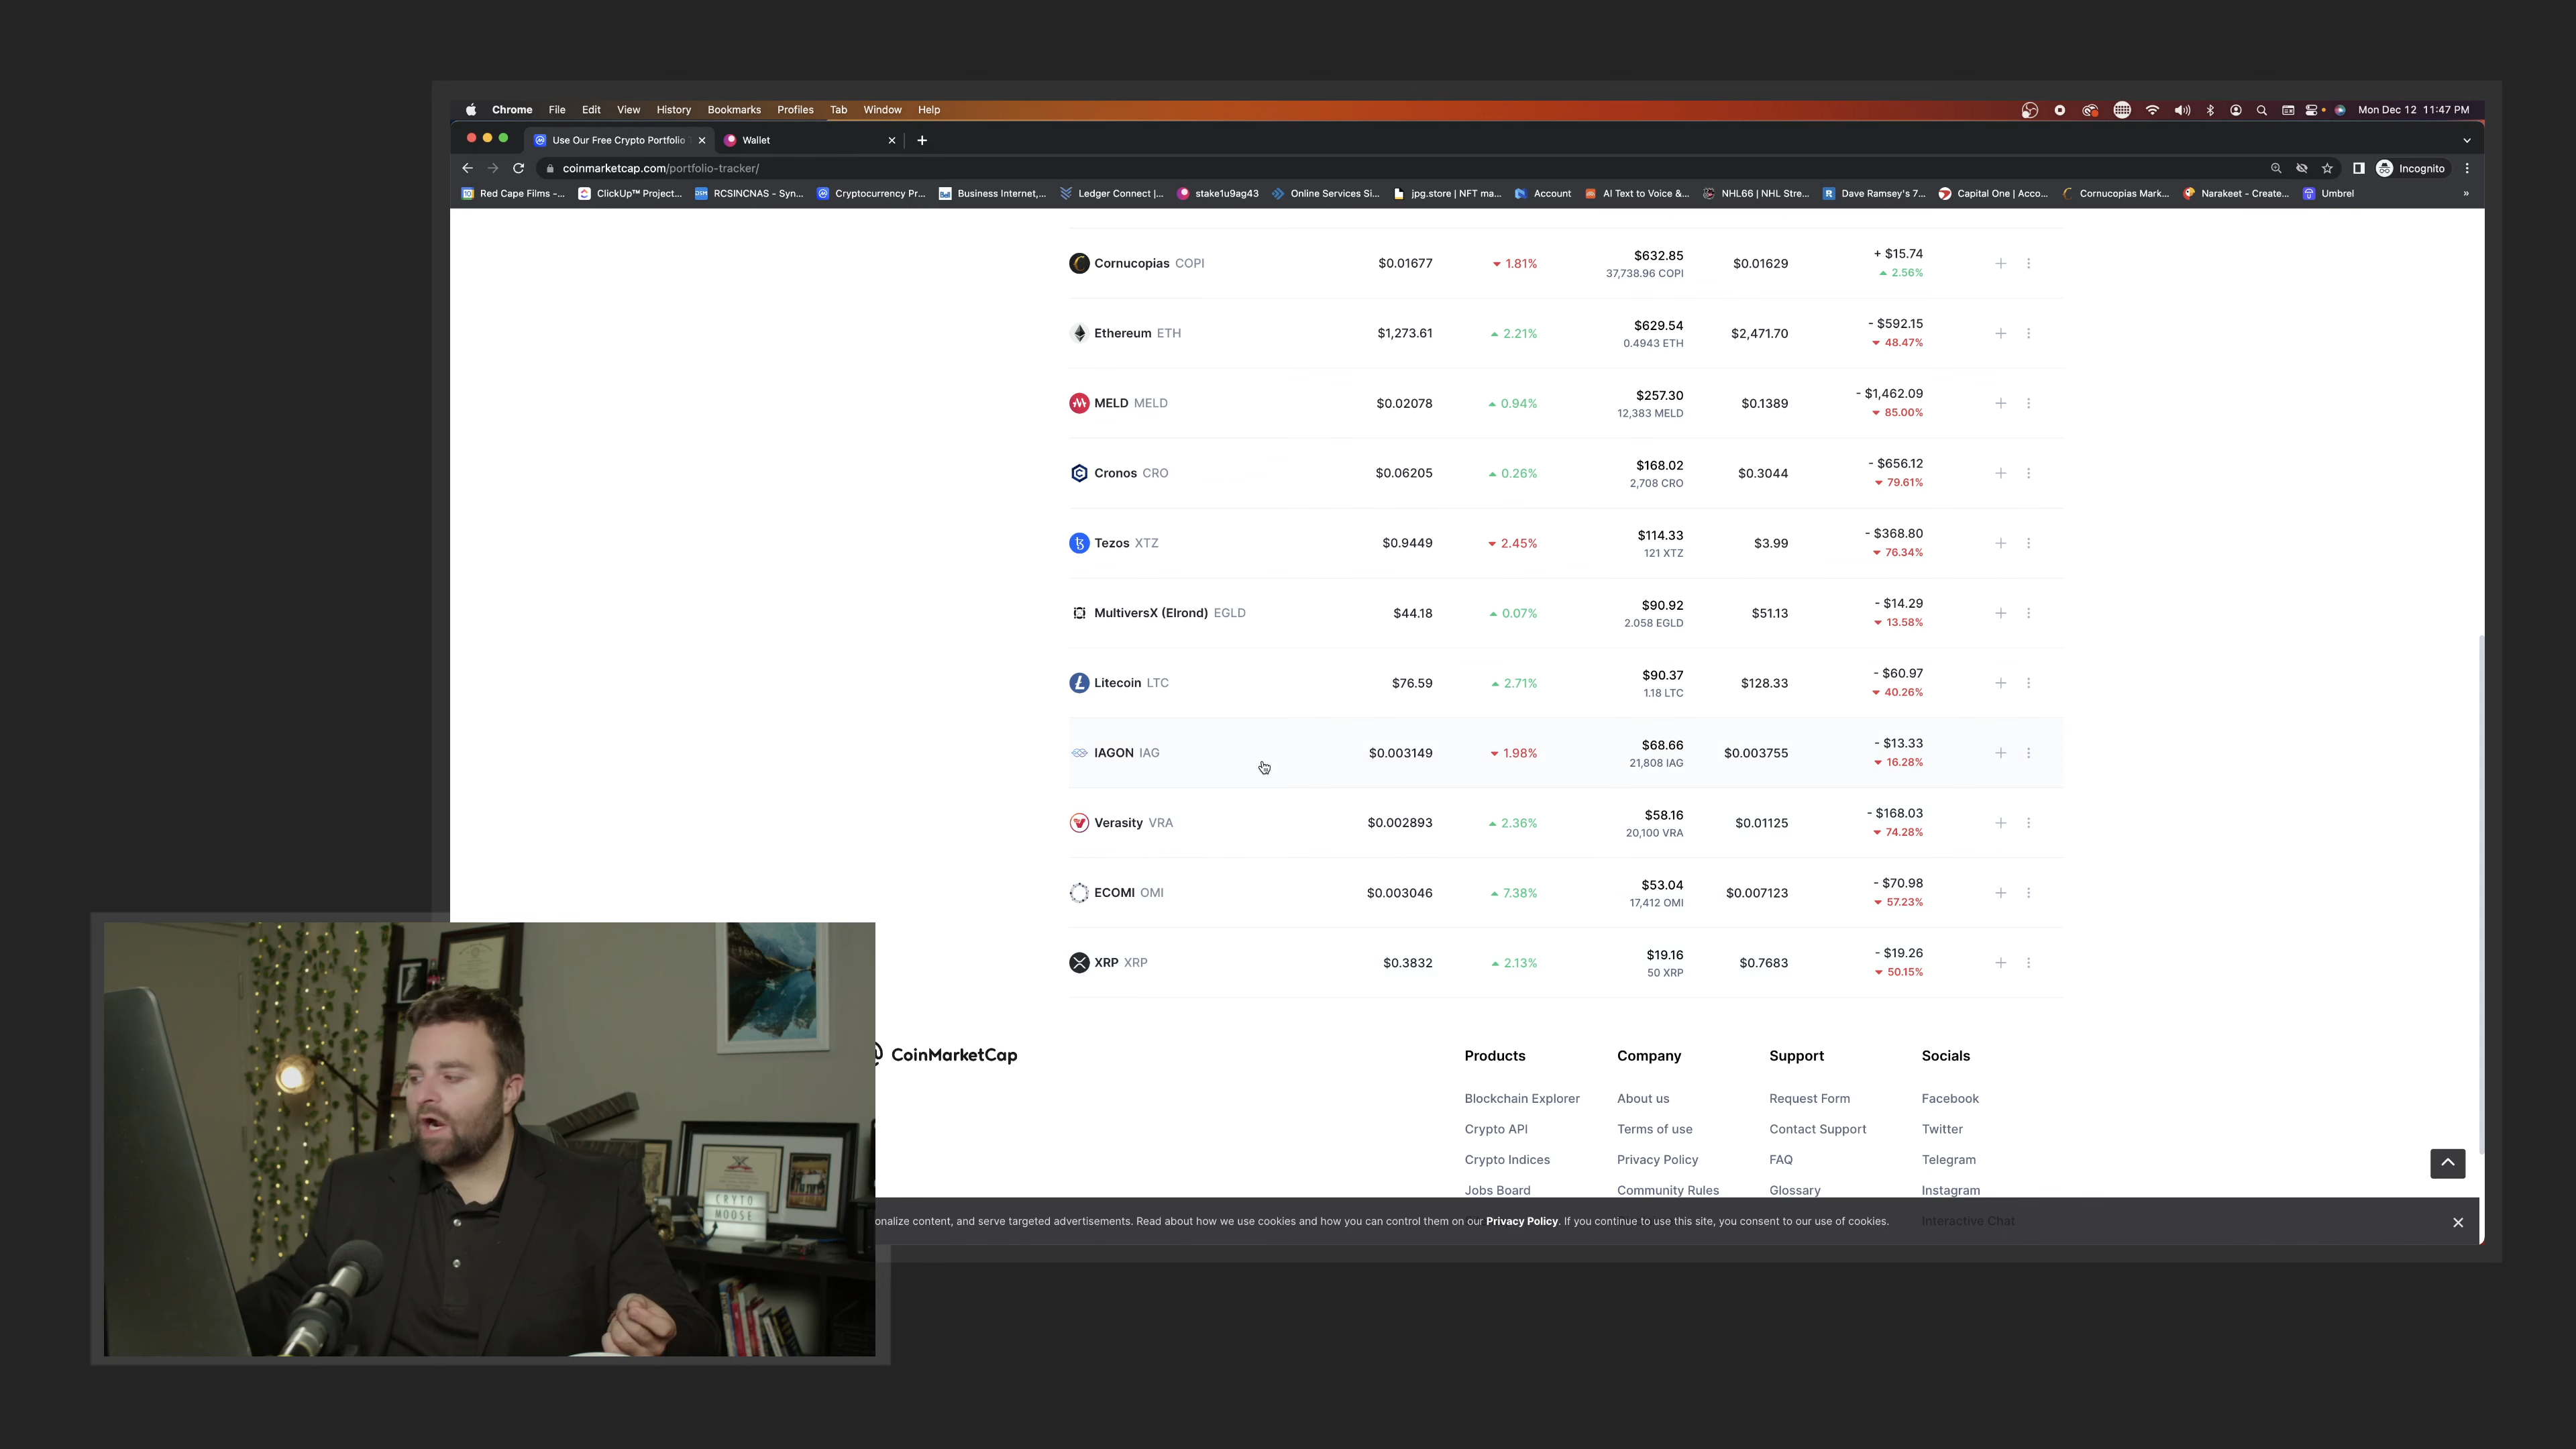 Chrome File Edit View History Bookmarks Profiles Tab Window Help Mon Dec 12 11:47 PM
Use Our Free Crypto Portfolio Wallet
coinmarketcap.com/portfolio-tracker/ Incognito
Red Cape Films -... ClickUp™ Project... RCSINCNAS - Syn... Cryptocurrency Pr... Business Internet,... Ledger Connect |... stake1u9ag43 Online Services Si... jpg.store | NFT ma... Account AI Text to Voice &... NHL66 | NHL Stre... Dave Ramsey's 7... Capital One | Acco... Cornucopias Mark... Narakeet - Create... Umbrel »
Cornucopias COPI $0.01677 1.81% $632.85 $0.01629 + $15.74
37,738.96 COPI 2.56%
Ethereum ETH $1,273.61 2.21% $629.54 $2,471.70 - $592.15
0.4943 ETH 48.47%
MELD MELD $0.02078 0.94% $257.30 $0.1389 - $1,462.09
12,383 MELD 85.00%
Cronos CRO $0.06205 0.26% $168.02 $0.3044 - $656.12
2,708 CRO 79.61%
Tezos XTZ $0.9449 2.45% $114.33 $3.99 - $368.80
121 XTZ 76.34%
MultiversX (Elrond) EGLD $44.18 0.07% $90.92 $51.13 - $14.29
2.058 EGLD 13.58%
Litecoin LTC $76.59 2.71% $90.37 $128.33 - $60.97
1.18 LTC 40.26%
IAGON IAG $0.003149 1.98% $68.66 $0.003755 - $13.33
21,808 IAG 16.28%
Verasity VRA $0.002893 2.36% $58.16 $0.01125 - $168.03
20,100 VRA 74.28%
ECOMI OMI $0.003046 7.38% $53.04 $0.007123 - $70.98
17,412 OMI 57.23%
XRP XRP $0.3832 2.13% $19.16 $0.7683 - $19.26
50 XRP 50.15%
CoinMarketCap Products Company Support Socials
Blockchain Explorer About us Request Form Facebook
Crypto API Terms of use Contact Support Twitter
Crypto Indices Privacy Policy FAQ Telegram
Jobs Board Community Rules Glossary Instagram
Interactive Chat
onalize content, and serve targeted advertisements. Read about how we use cookies and how you can control them on our Privacy Policy. If you continue to use this site, you consent to our use of cookies.
CRYTO
MOOSE